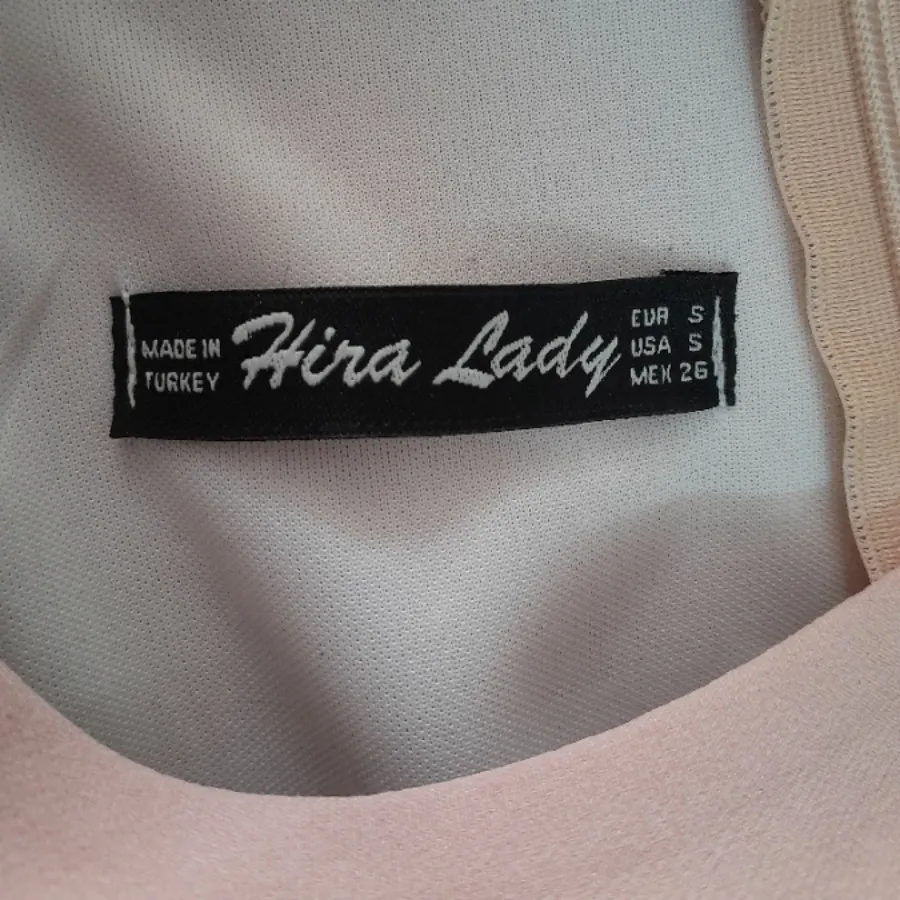 MADE IN
TURKEY
Hira Lady
EUR S
USA S
MEX 26